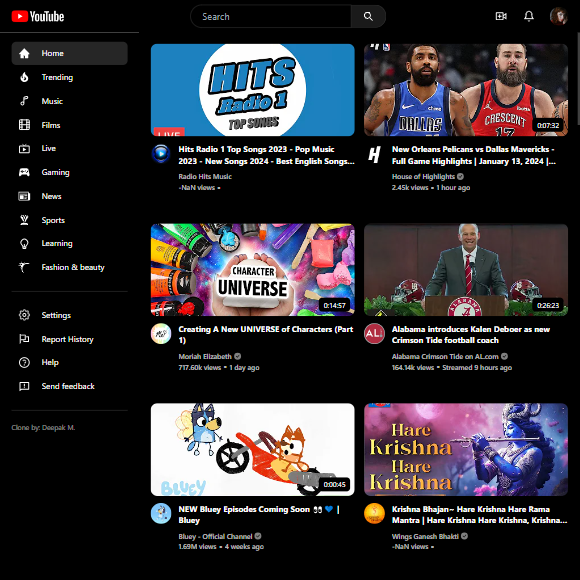 YouTube
Search
Home
Trending
Music
Films
Live
Gaming
News
Sports
Learning
Fashion & beauty
Settings
Report History
Help
Send feedback
Clone by: Deepak M.
HITS
Radio 1
TOP SONGS
LIVE
Hits Radio 1 Top Songs 2023 - Pop Music
2023 - New Songs 2024 - Best English Songs...
Radio Hits Music
-NaN views •
H
chime
DALLAS
CRESCENT
17
0:07:32
H
New Orleans Pelicans vs Dallas Mavericks -
Full Game Highlights | January 13, 2024 |...
House of Highlights
2.45k views • 1 hour ago
CHARACTER
UNIVERSE
0:14:57
Creating A New UNIVERSE of Characters (Part
1)
Moriah Elizabeth
717.60k views • 1 day ago
ALABAMA
A
0:26:23
AL
Alabama introduces Kalen Deboer as new
Crimson Tide football coach
Alabama Crimson Tide on AL.com
164.14k views • Streamed 9 hours ago
BLUEY
0:00:45
NEW Bluey Episodes Coming Soon 👀 💙 |
Bluey
Bluey - Official Channel
1.69M views • 4 weeks ago
Hare
Krishna
Hare
Krishna
Krishna Bhajan~ Hare Krishna Hare Rama
Mantra | Hare Krishna Hare Krishna, Krishna...
Wings Ganesh Bhakti
-NaN views •